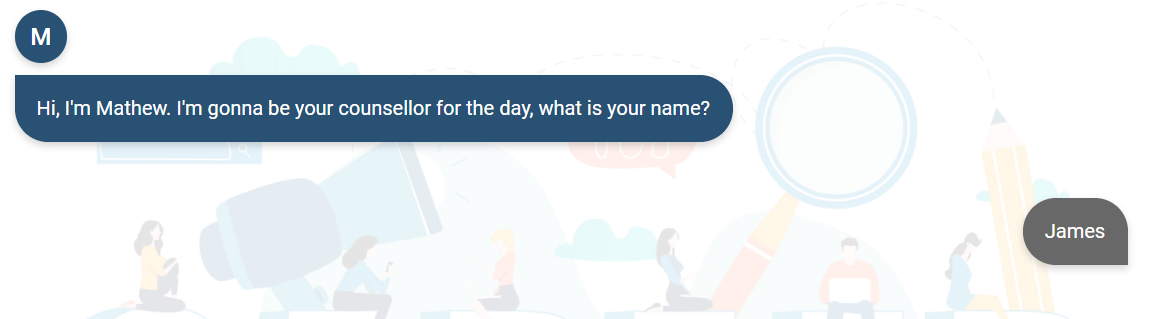 M
Hi, I'm Mathew. I'm gonna be your counsellor for the day, what is your name?
James